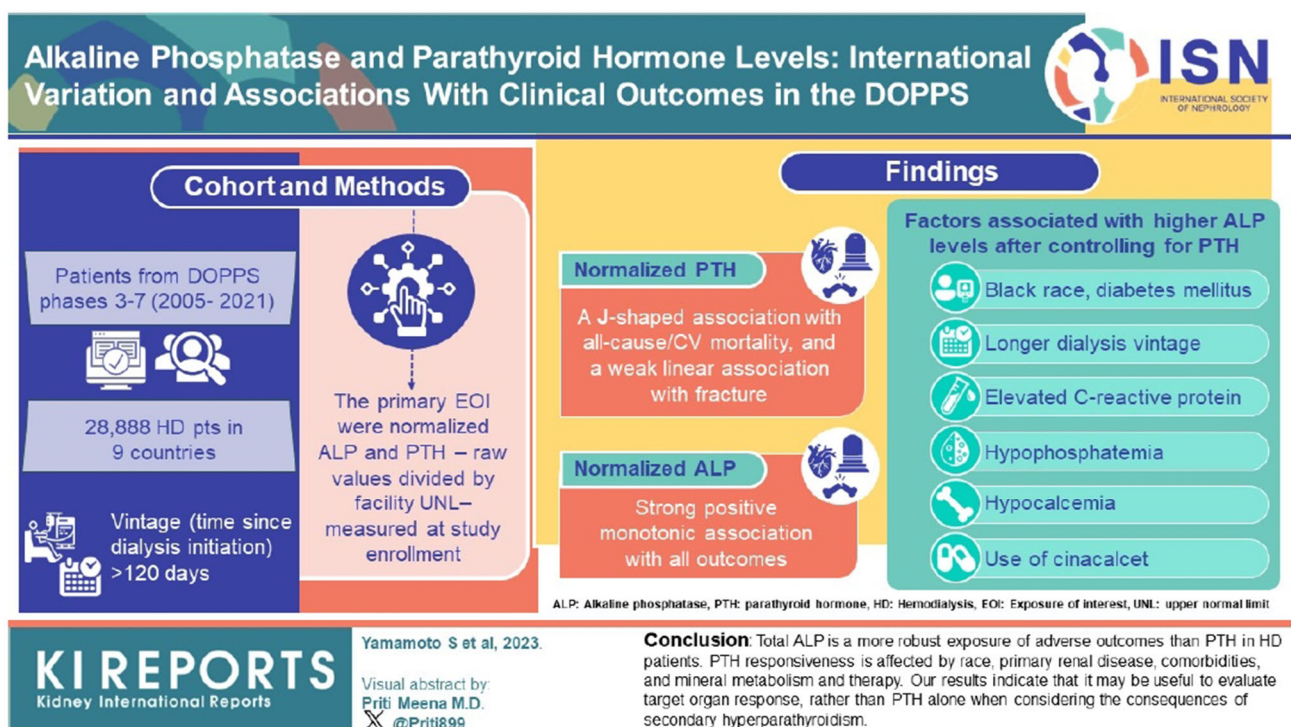 Alkaline Phosphatase and Parathyroid Hormone Levels: International
Variation and Associations With Clinical Outcomes in the DOPPS
ISN
INTERNATIONAL SOCIETY
OF NEPHROLOGY
Cohort and Methods
Patients from DOPPS
phases 3-7 (2005- 2021)
28,888 HD pts in
9 countries
Vintage (time since
dialysis initiation)
>120 days
The primary EOI
were normalized
ALP and PTH – raw
values divided by
facility UNL–
measured at study
enrollment
Findings
Normalized PTH
A J-shaped association with
all-cause/CV mortality, and
a weak linear association
with fracture
Normalized ALP
Strong positive
monotonic association
with all outcomes
Factors associated with higher ALP
levels after controlling for PTH
Black race, diabetes mellitus
Longer dialysis vintage
Elevated C-reactive protein
Hypophosphatemia
Hypocalcemia
Use of cinacalcet
ALP: Alkaline phosphatase, PTH: parathyroid hormone, HD: Hemodialysis, EOI: Exposure of interest, UNL: upper normal limit
KI REPORTS
Kidney International Reports
Yamamoto S et al, 2023.
Visual abstract by:
Priti Meena M.D.
X @Priti899
Conclusion: Total ALP is a more robust exposure of adverse outcomes than PTH in HD
patients. PTH responsiveness is affected by race, primary renal disease, comorbidities,
and mineral metabolism and therapy. Our results indicate that it may be useful to evaluate
target organ response, rather than PTH alone when considering the consequences of
secondary hyperparathyroidism.